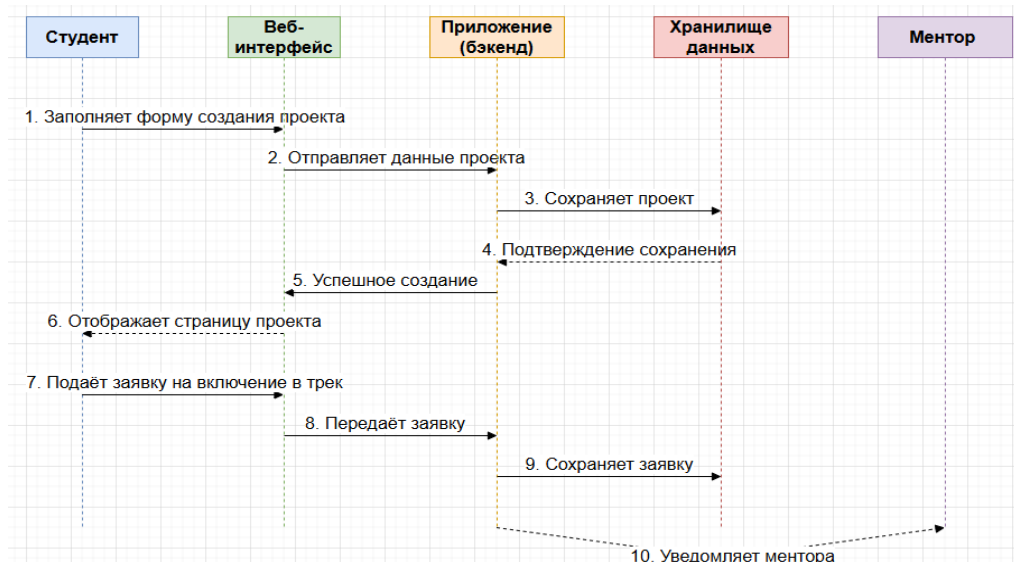 Студент
Веб-
интерфейс
Приложение
(бэкенд)
Хранилище
данных
Ментор
1. Заполняет форму создания проекта
2. Отправляет данные проекта
3. Сохраняет проект
4. Подтверждение сохранения
5. Успешное создание
6. Отображает страницу проекта
7. Подаёт заявку на включение в трек
8. Передаёт заявку
9. Сохраняет заявку
10. Уведомляет ментора